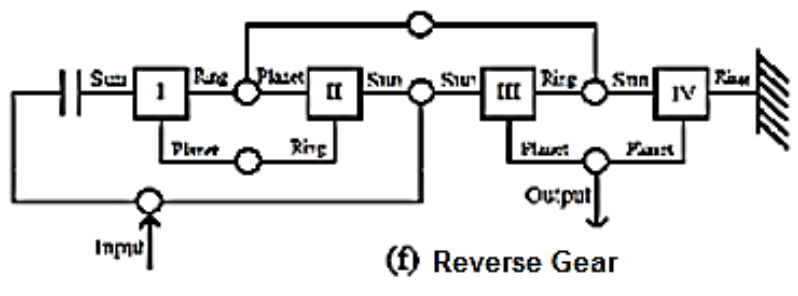 Sun I Ring Planet II Sun Sun III Ring Sun IV Ring
Planet Ring Planet Planet
Output
Input
(f) Reverse Gear